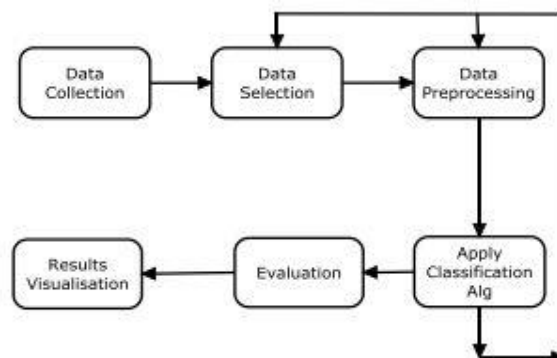 Data
Collection
Data
Selection
Data
Preprocessing
Apply
Classification
Alg
Evaluation
Results
Visualisation